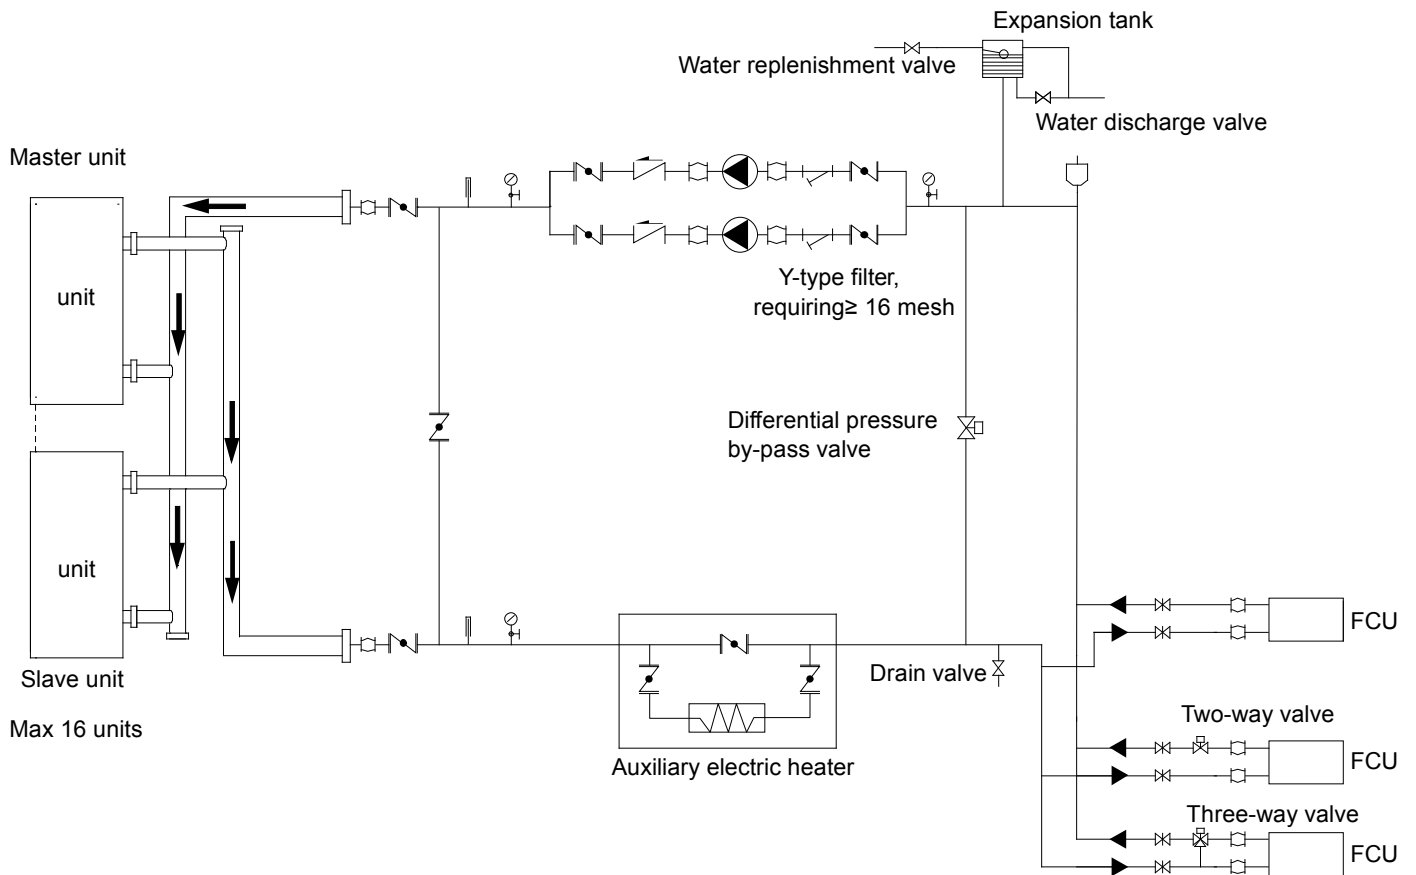 Expansion tank
Water replenishment valve
Water discharge valve
Master unit
unit
Y-type filter,
requiring≥ 16 mesh
Differential pressure
by-pass valve
unit
Slave unit
Max 16 units
Drain valve
Auxiliary electric heater
FCU
Two-way valve
FCU
Three-way valve
FCU